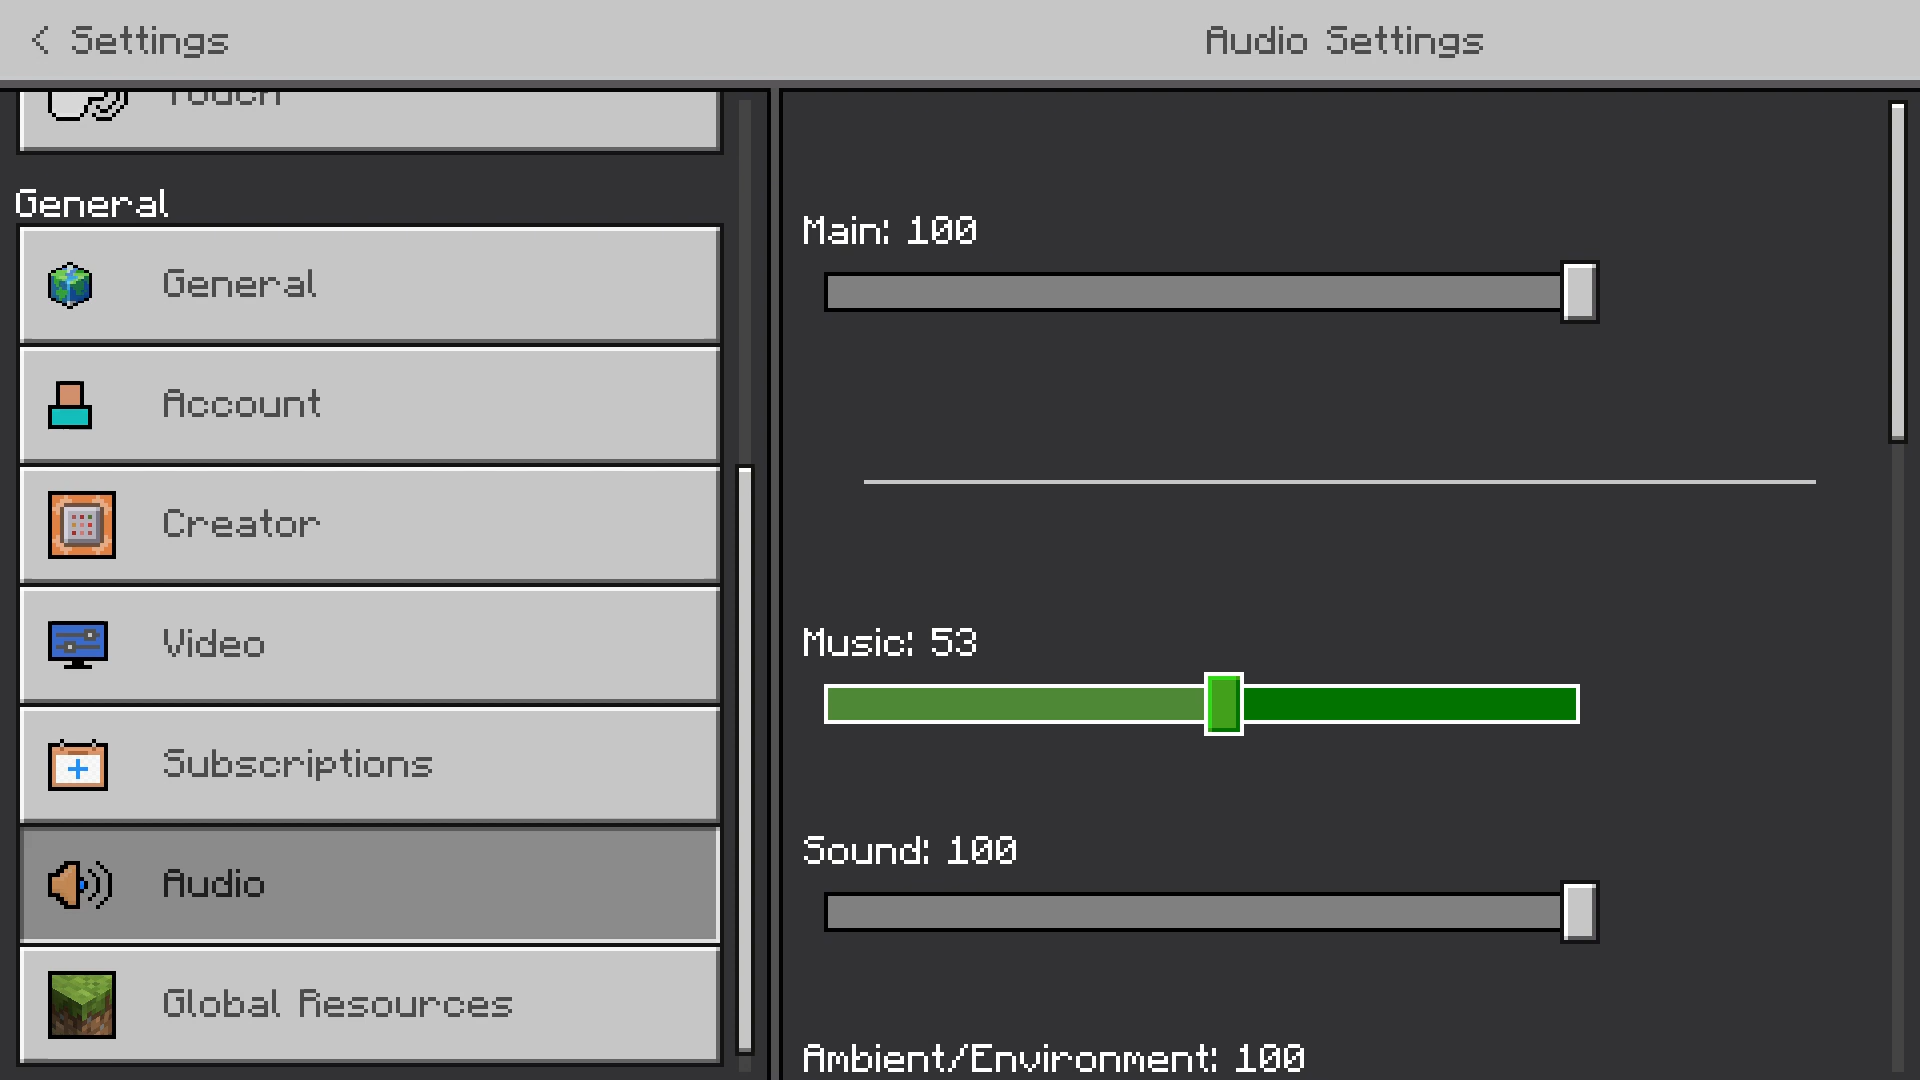 Settings
Audio Settings
Touch
General
General
Account
Creator
Video
Subscriptions
Audio
Global Resources
Main: 100
Music: 53
Sound: 100
Ambient/Environment: 100